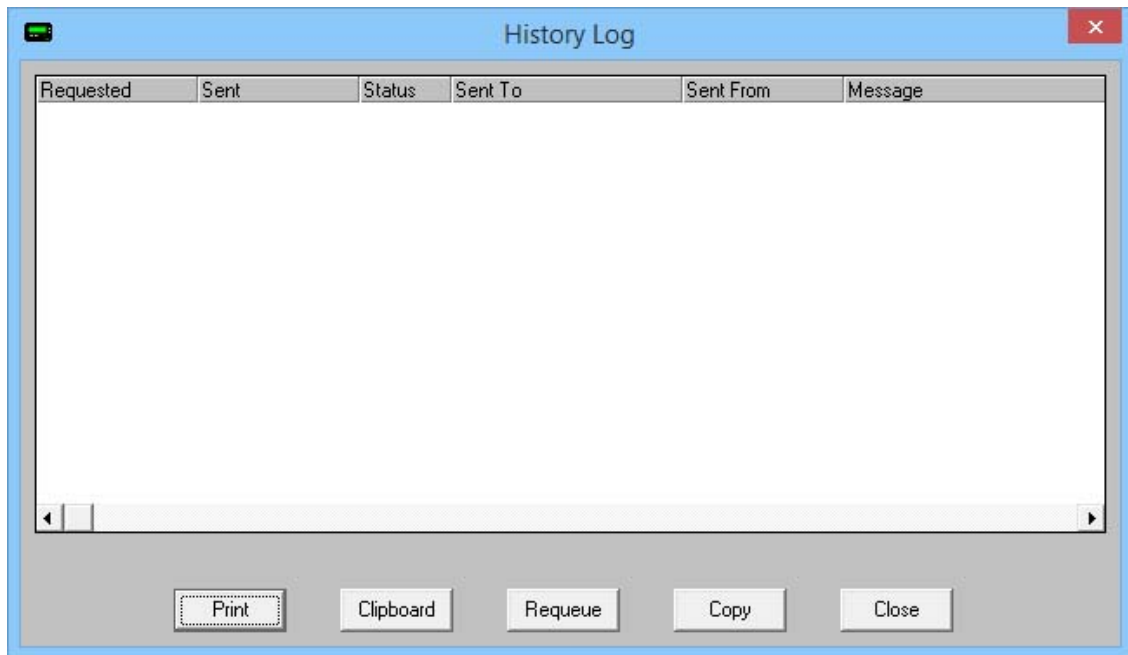 History Log
Requested Sent Status Sent To Sent From Message
Print Clipboard Requeue Copy Close